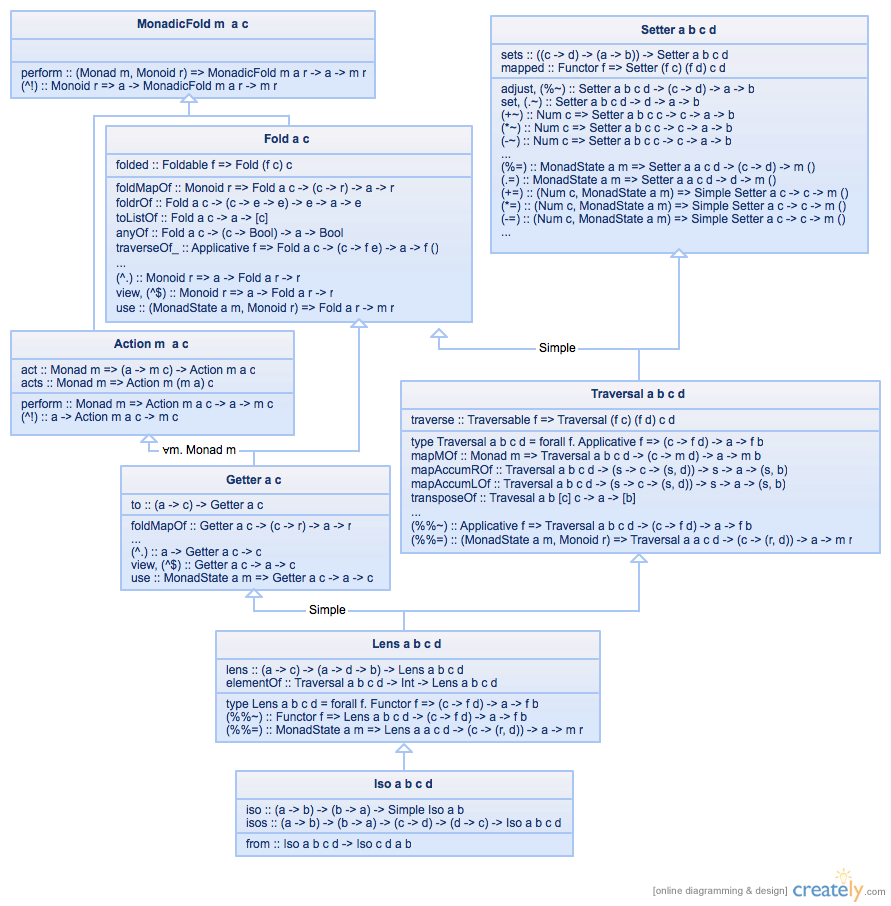 MonadicFold m  a c
perform :: (Monad m, Monoid r) => MonadicFold m a r -> a -> m r
(^!) :: Monoid r => a -> MonadicFold m a r -> m r
Fold a c
folded :: Foldable f => Fold (f c) c
foldMapOf :: Monoid r => Fold a c -> (c -> r) -> a -> r
foldrOf :: Fold a c -> (c -> e -> e) -> e -> a -> e
toListOf :: Fold a c -> a -> [c]
anyOf :: Fold a c -> (c -> Bool) -> a -> Bool
traverseOf_ :: Applicative f => Fold a c -> (c -> f e) -> a -> f ()
...
(^.) :: Monoid r => a -> Fold a r -> r
view, (^$) :: Monoid r => a -> Fold a r -> r
use :: (MonadState a m, Monoid r) => Fold a r -> m r
Setter a b c d
sets :: ((c -> d) -> (a -> b)) -> Setter a b c d
mapped :: Functor f => Setter (f c) (f d) c d
adjust, (%~) :: Setter a b c d -> (c -> d) -> a -> b
set, (.~) :: Setter a b c d -> d -> a -> b
(+~) :: Num c => Setter a b c c -> c -> a -> b
(*~) :: Num c => Setter a b c c -> c -> a -> b
(-~) :: Num c => Setter a b c c -> c -> a -> b
...
(%=) :: MonadState a m => Setter a a c d -> (c -> d) -> m ()
(.=) :: MonadState a m => Setter a a c d -> d -> m ()
(+=) :: (Num c, MonadState a m) => Simple Setter a c -> c -> m ()
(*=) :: (Num c, MonadState a m) => Simple Setter a c -> c -> m ()
(-=) :: (Num c, MonadState a m) => Simple Setter a c -> c -> m ()
...
Action m  a c
act :: Monad m => (a -> m c) -> Action m a c
acts :: Monad m => Action m (m a) c
perform :: Monad m => Action m a c -> a -> m c
(^!) :: a -> Action m a c -> m c
Simple
∀m. Monad m
Traversal a b c d
traverse :: Traversable f => Traversal (f c) (f d) c d
type Traversal a b c d = forall f. Applicative f => (c -> f d) -> a -> f b
mapMOf :: Monad m => Traversal a b c d -> (c -> m d) -> a -> m b
mapAccumROf :: Traversal a b c d -> (s -> c -> (s, d)) -> s -> a -> (s, b)
mapAccumLOf :: Traversal a b c d -> (s -> c -> (s, d)) -> s -> a -> (s, b)
transposeOf :: Travesal a b [c] c -> a -> [b]
...
(%%~) :: Applicative f => Traversal a b c d -> (c -> f d) -> a -> f b
(%%=) :: (MonadState a m, Monoid r) => Traversal a a c d -> (c -> (r, d)) -> a -> m r
Getter a c
to :: (a -> c) -> Getter a c
foldMapOf :: Getter a c -> (c -> r) -> a -> r
...
(^.) :: a -> Getter a c -> c
view, (^$) :: Getter a c -> a -> c
use :: MonadState a m => Getter a c -> a -> c
Simple
Lens a b c d
lens :: (a -> c) -> (a -> d -> b) -> Lens a b c d
elementOf :: Traversal a b c d -> Int -> Lens a b c d
type Lens a b c d = forall f. Functor f => (c -> f d) -> a -> f b
(%%~) :: Functor f => Lens a b c d -> (c -> f d) -> a -> f b
(%%=) :: MonadState a m => Lens a a c d -> (c -> (r, d)) -> a -> m r
Iso a b c d
iso :: (a -> b) -> (b -> a) -> Simple Iso a b
isos :: (a -> b) -> (b -> a) -> (c -> d) -> (d -> c) -> Iso a b c d
from :: Iso a b c d -> Iso c d a b
[online diagramming & design] creately.com